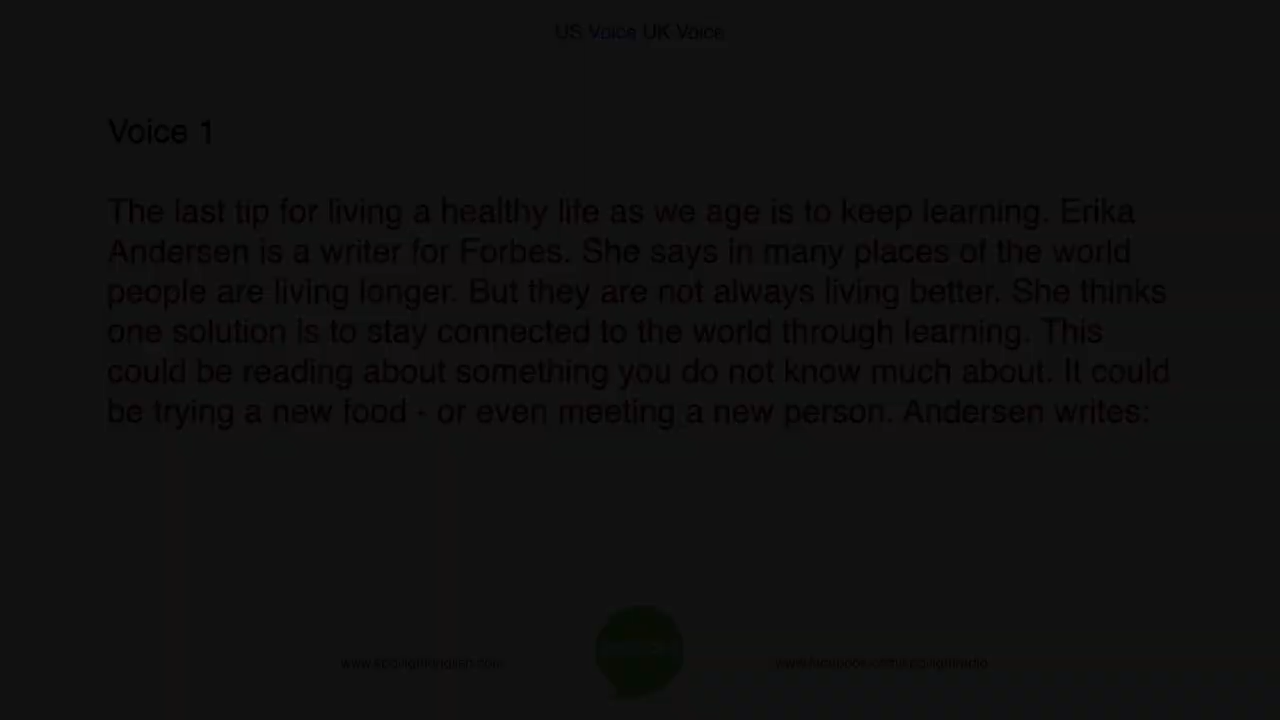 US Voice UK Voice
Voice 1
The last tip for living a healthy life as we age is to keep learning. Erika
Andersen is a writer for Forbes. She says in many places of the world
people are living longer. But they are not always living better. She thinks
one solution is to stay connected to the world through learning. This
could be reading about something you do not know much about. It could
be trying a new food - or even meeting a new person. Andersen writes: